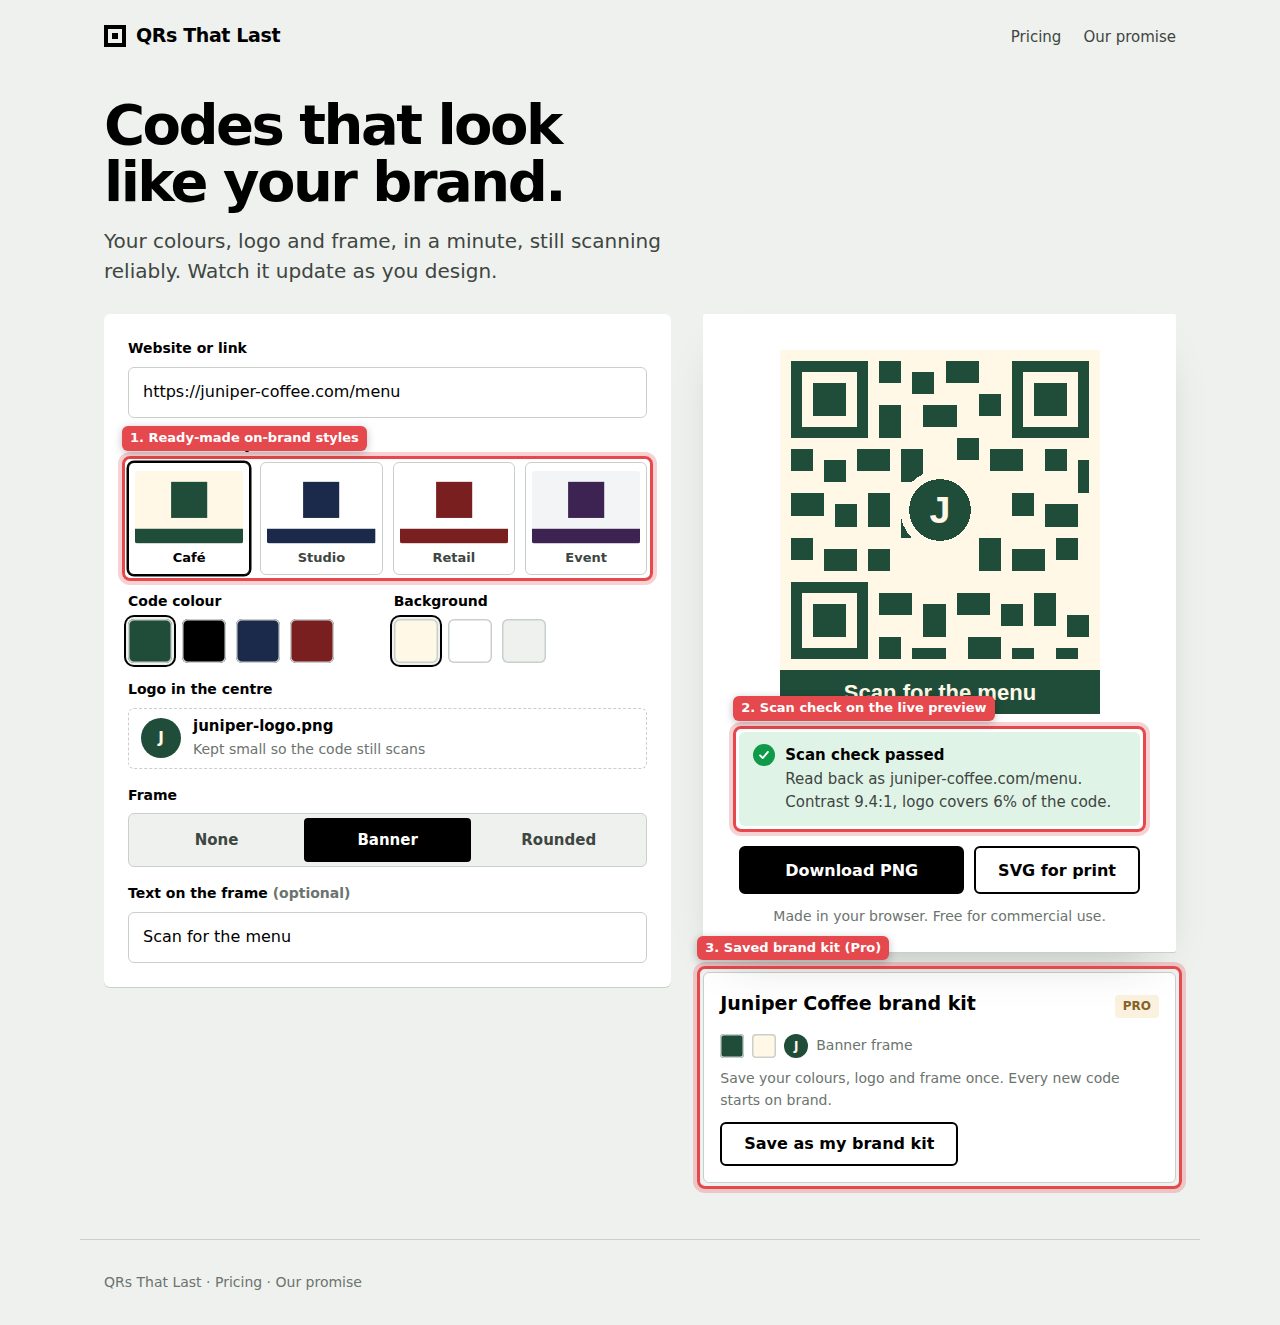 QRs That Last
Pricing
Our promise
Codes that look
like your brand.
Your colours, logo and frame, in a minute, still scanning
reliably. Watch it update as you design.
Website or link
https://juniper-coffee.com/menu
1. Ready-made on-brand styles
Café
Studio
Retail
Event
Code colour
Background
Logo in the centre
J
juniper-logo.png
Kept small so the code still scans
Frame
None
Banner
Rounded
Text on the frame (optional)
Scan for the menu
J
Scan for the menu
2. Scan check on the live preview
Scan check passed
Read back as juniper-coffee.com/menu.
Contrast 9.4:1, logo covers 6% of the code.
Download PNG
SVG for print
Made in your browser. Free for commercial use.
3. Saved brand kit (Pro)
Juniper Coffee brand kit
PRO
J
Banner frame
Save your colours, logo and frame once. Every new code
starts on brand.
Save as my brand kit
QRs That Last · Pricing · Our promise